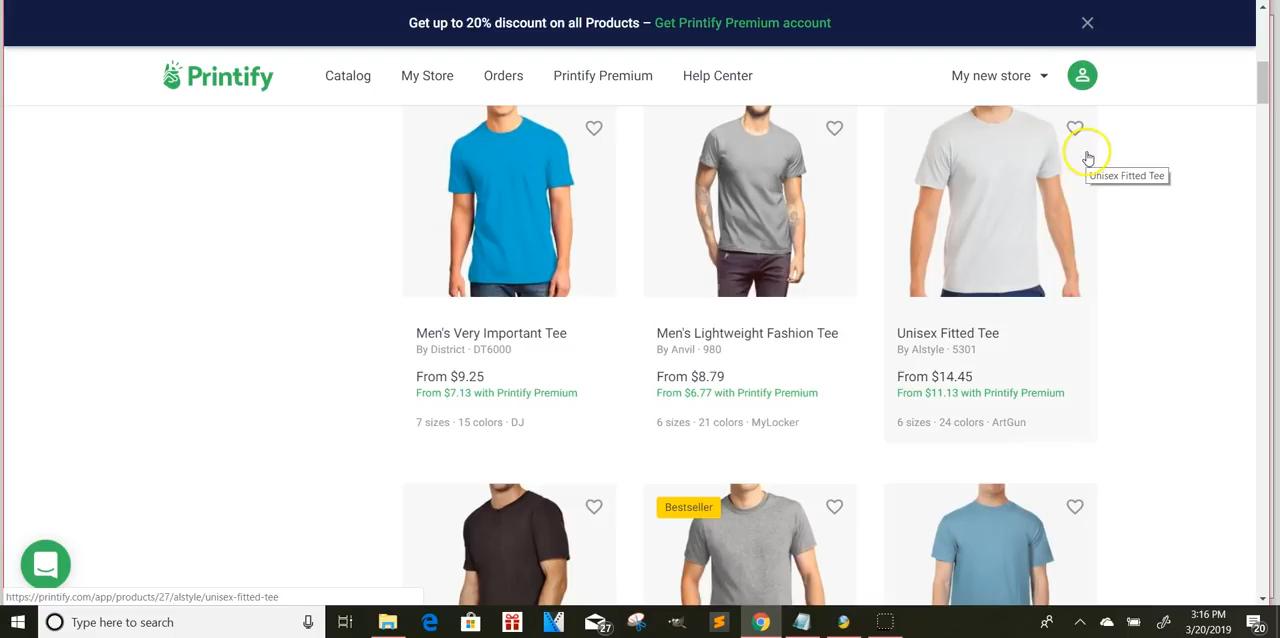 Get up to 20% discount on all Products – Get Printify Premium account
Printify
Catalog
My Store
Orders
Printify Premium
Help Center
My new store
Unisex Fitted Tee
Men's Very Important Tee
By District · DT6000
From $9.25
From $7.13 with Printify Premium
7 sizes · 15 colors · DJ
Men's Lightweight Fashion Tee
By Anvil · 980
From $8.79
From $6.77 with Printify Premium
6 sizes · 21 colors · MyLocker
Unisex Fitted Tee
By Alstyle · 5301
From $14.45
From $11.13 with Printify Premium
6 sizes · 24 colors · ArtGun
Bestseller
https://printify.com/app/products/27/alstyle/unisex-fitted-tee
Type here to search
27
3:16 PM
3/20/2019
20